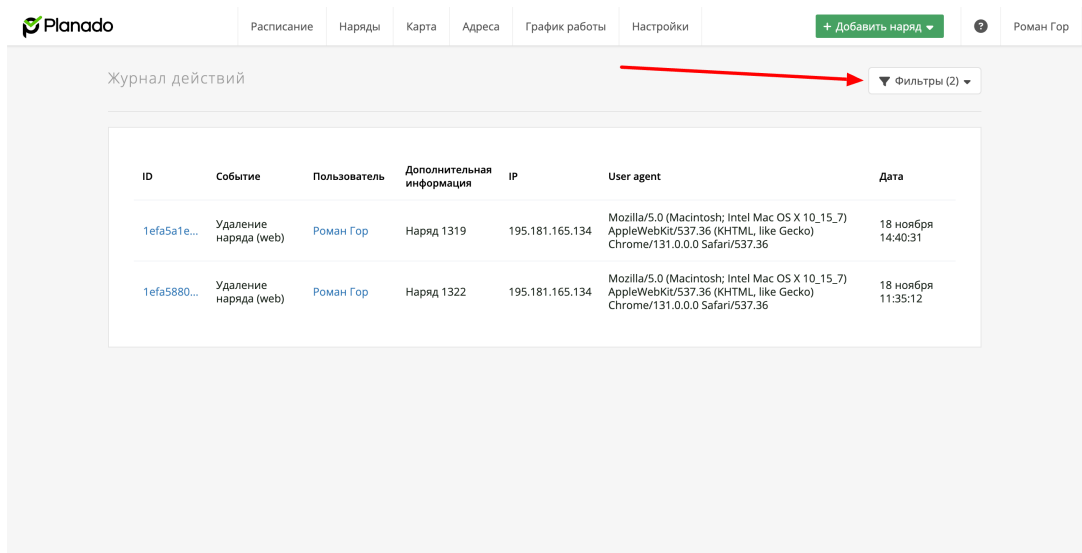 Planado
Расписание Наряды Карта Адреса График работы Настройки + Добавить наряд ? Роман Гор
Журнал действий
Фильтры (2)
ID Событие Пользователь Дополнительная информация IP User agent Дата
1efa5a1e... Удаление наряда (web) Роман Гор Наряд 1319 195.181.165.134 Mozilla/5.0 (Macintosh; Intel Mac OS X 10_15_7) AppleWebKit/537.36 (KHTML, like Gecko) Chrome/131.0.0.0 Safari/537.36 18 ноября 14:40:31
1efa5880... Удаление наряда (web) Роман Гор Наряд 1322 195.181.165.134 Mozilla/5.0 (Macintosh; Intel Mac OS X 10_15_7) AppleWebKit/537.36 (KHTML, like Gecko) Chrome/131.0.0.0 Safari/537.36 18 ноября 11:35:12